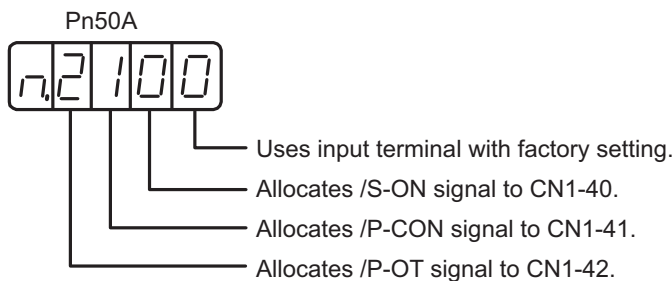 Pn50A
n.2100
Uses input terminal with factory setting.
Allocates /S-ON signal to CN1-40.
Allocates /P-CON signal to CN1-41.
Allocates /P-OT signal to CN1-42.